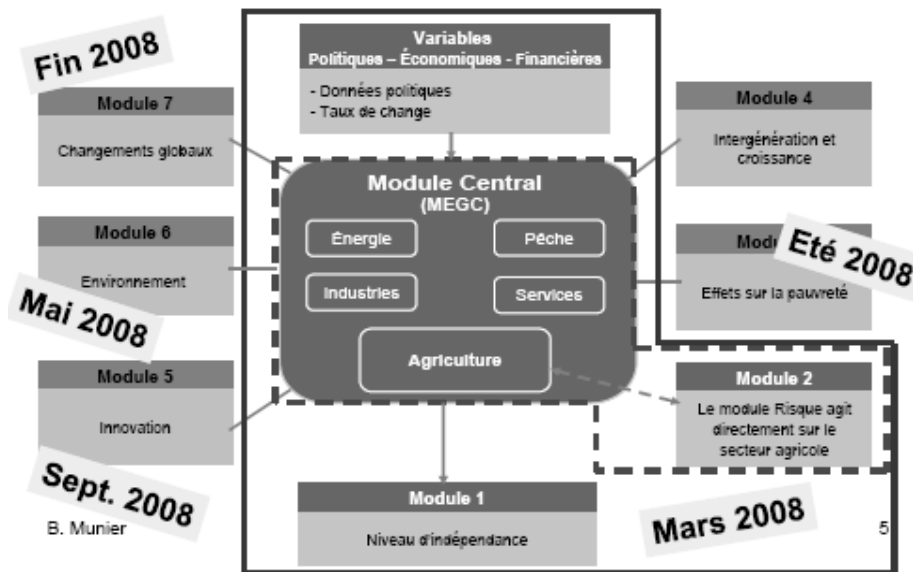 Variables
Politiques – Économiques - Financières
- Données politiques
- Taux de change
Fin 2008
Module 7
Changements globaux
Module 4
Intergénération et
croissance
Module Central
(MEGC)
Énergie
Pêche
Industries
Services
Agriculture
Module 6
Environnement
Mai 2008
Eté 2008
Effets sur la pauvreté
Module 5
Innovation
Sept. 2008
Module 2
Le module Risque agit
directement sur le
secteur agricole
Module 1
Niveau d'indépendance
Mars 2008
B. Munier
5